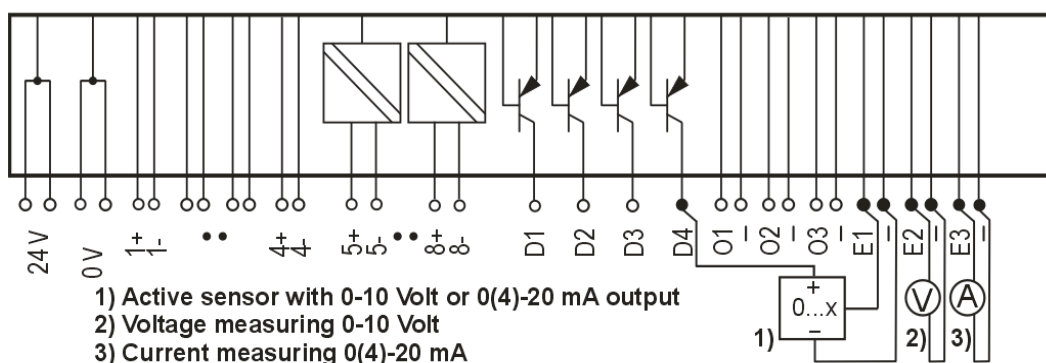 24 V 0 V 1+ 1- •• 4+ 4- 5+ 5- •• 8+ 8- D1 D2 D3 D4 O1 – O2 – O3 – E1 – E2 – E3 –
1) Active sensor with 0-10 Volt or 0(4)-20 mA output
2) Voltage measuring 0-10 Volt
3) Current measuring 0(4)-20 mA
+
0...x
–
1)
V
2)
A
3)